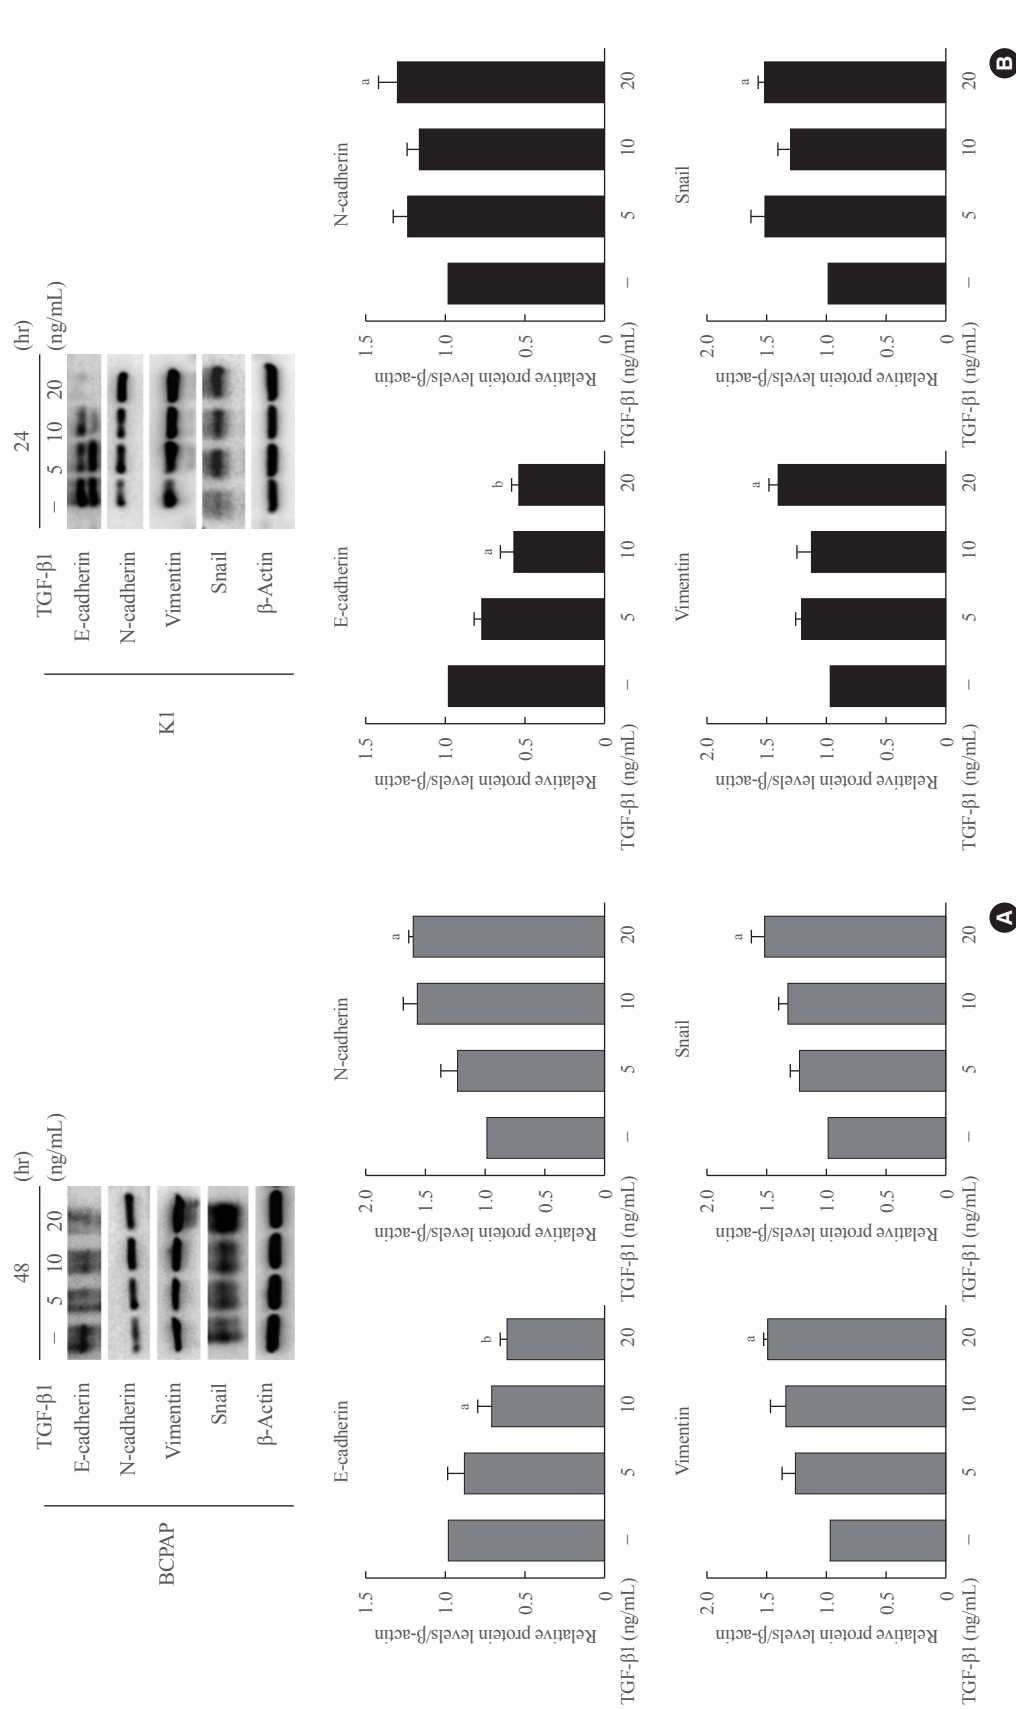 BCPAP
48 (hr)
TGF-β1 – 5 10 20 (ng/mL)
E-cadherin
N-cadherin
Vimentin
Snail
β-Actin
E-cadherin
Relative protein levels/β-actin
1.5
1.0
0.5
0
a
b
TGF-β1 (ng/mL) – 5 10 20
N-cadherin
Relative protein levels/β-actin
2.0
1.5
1.0
0.5
0
a
TGF-β1 (ng/mL) – 5 10 20
Vimentin
Relative protein levels/β-actin
2.0
1.5
1.0
0.5
0
a
TGF-β1 (ng/mL) – 5 10 20
Snail
Relative protein levels/β-actin
2.0
1.5
1.0
0.5
0
a
TGF-β1 (ng/mL) – 5 10 20
A
K1
24 (hr)
TGF-β1 – 5 10 20 (ng/mL)
E-cadherin
N-cadherin
Vimentin
Snail
β-Actin
E-cadherin
Relative protein levels/β-actin
1.5
1.0
0.5
0
a
b
TGF-β1 (ng/mL) – 5 10 20
N-cadherin
Relative protein levels/β-actin
1.5
1.0
0.5
0
a
TGF-β1 (ng/mL) – 5 10 20
Vimentin
Relative protein levels/β-actin
2.0
1.5
1.0
0.5
0
a
TGF-β1 (ng/mL) – 5 10 20
Snail
Relative protein levels/β-actin
2.0
1.5
1.0
0.5
0
a
TGF-β1 (ng/mL) – 5 10 20
B